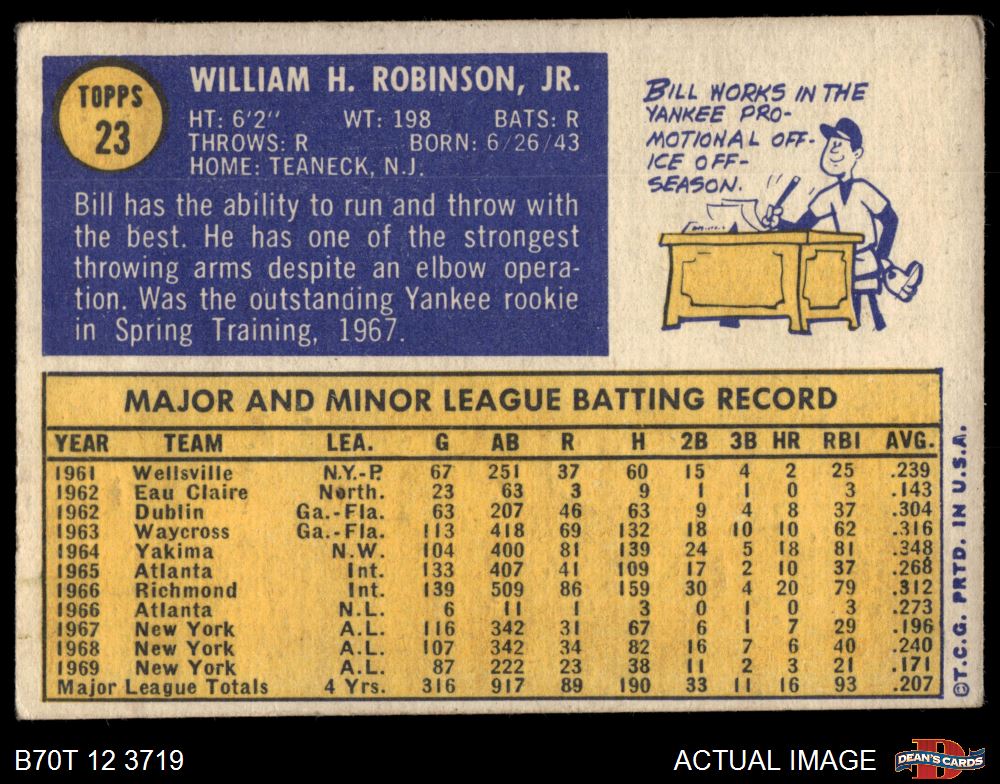 TOPPS
23
WILLIAM H. ROBINSON, JR.
HT: 6'2" WT: 198 BATS: R
THROWS: R BORN: 6/26/43
HOME: TEANECK, N.J.
Bill has the ability to run and throw with
the best. He has one of the strongest
throwing arms despite an elbow opera-
tion. Was the outstanding Yankee rookie
in Spring Training, 1967.
BILL WORKS IN THE
YANKEE PRO-
MOTIONAL OFF-
ICE OFF-
SEASON.
MAJOR AND MINOR LEAGUE BATTING RECORD
YEAR TEAM LEA. G AB R H 2B 3B HR RBI AVG.
1961 Wellsville N.Y.-P. 67 251 37 60 15 4 2 25 .239
1962 Eau Claire North. 23 63 3 9 1 1 0 3 .143
1962 Dublin Ga.-Fla. 63 207 46 63 9 4 8 37 .304
1963 Waycross Ga.-Fla. 113 418 69 132 18 10 10 62 .316
1964 Yakima N.W. 104 400 81 139 24 5 18 81 .348
1965 Atlanta Int. 133 407 41 109 17 2 10 37 .268
1966 Richmond Int. 139 509 86 159 30 4 20 79 .312
1966 Atlanta N.L. 6 11 1 3 0 1 0 3 .273
1967 New York A.L. 116 342 31 67 6 1 7 29 .196
1968 New York A.L. 107 342 34 82 16 7 6 40 .240
1969 New York A.L. 87 222 23 38 11 2 3 21 .171
Major League Totals 4 Yrs. 316 917 89 190 33 11 16 93 .207
©T.C.G. PRTD. IN U.S.A.
B70T 12 3719
ACTUAL IMAGE
DEAN'S CARDS